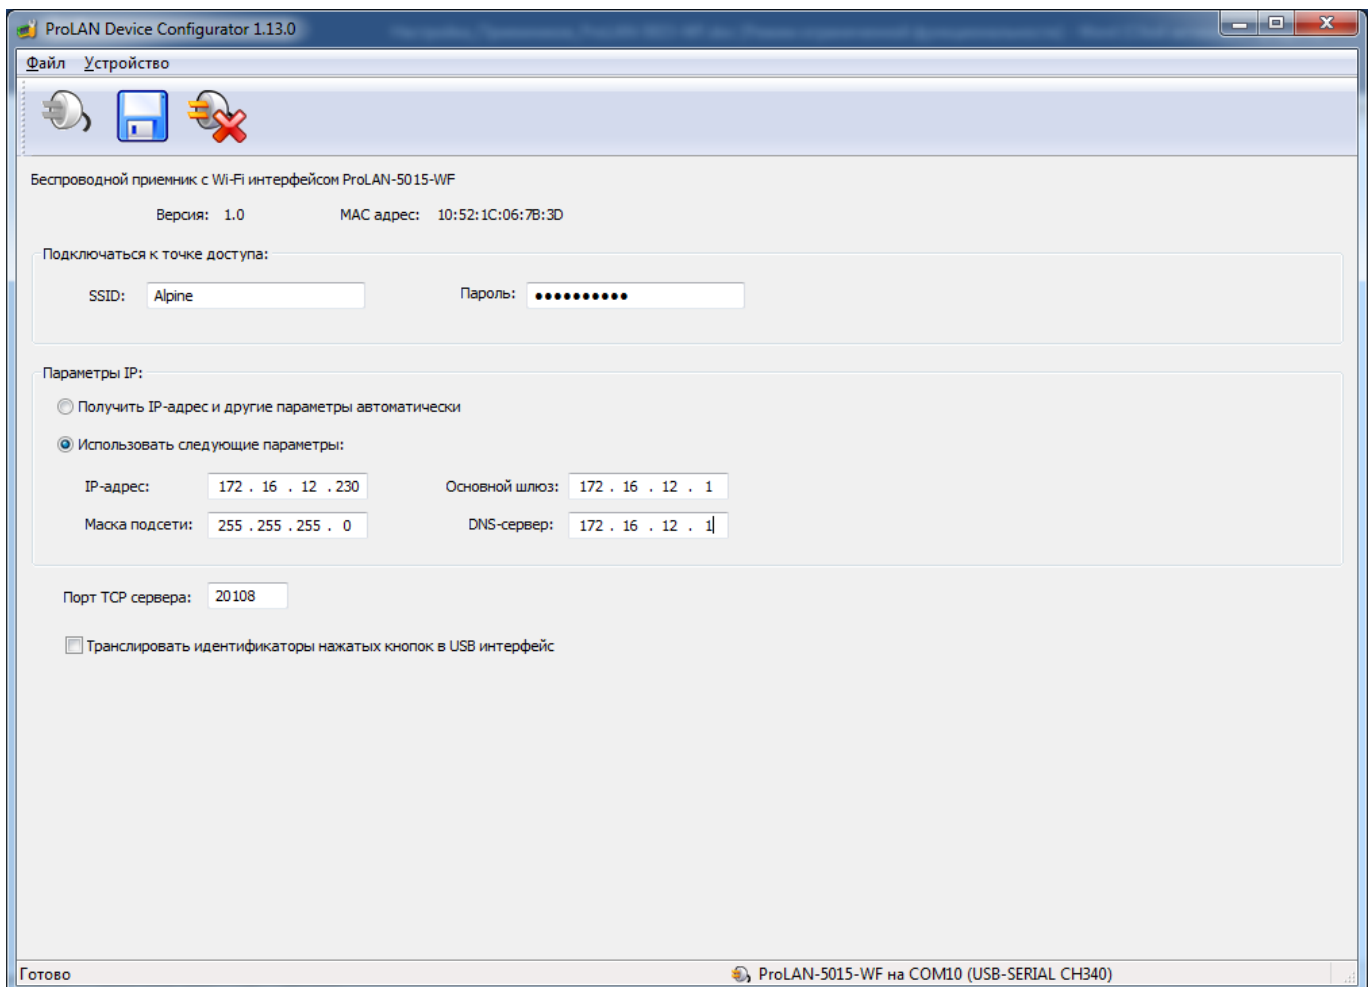 ProLAN Device Configurator 1.13.0
Файл Устройство
Беспроводной приемник с Wi-Fi интерфейсом ProLAN-5015-WF
Версия: 1.0 MAC адрес: 10:52:1C:06:7B:3D
Подключаться к точке доступа:
SSID: Alpine Пароль: ●●●●●●●●●●
Параметры IP:
Получить IP-адрес и другие параметры автоматически
Использовать следующие параметры:
IP-адрес: 172 . 16 . 12 . 230 Основной шлюз: 172 . 16 . 12 . 1
Маска подсети: 255 . 255 . 255 . 0 DNS-сервер: 172 . 16 . 12 . 1
Порт TCP сервера: 20108
Транслировать идентификаторы нажатых кнопок в USB интерфейс
Готово ProLAN-5015-WF на COM10 (USB-SERIAL CH340)